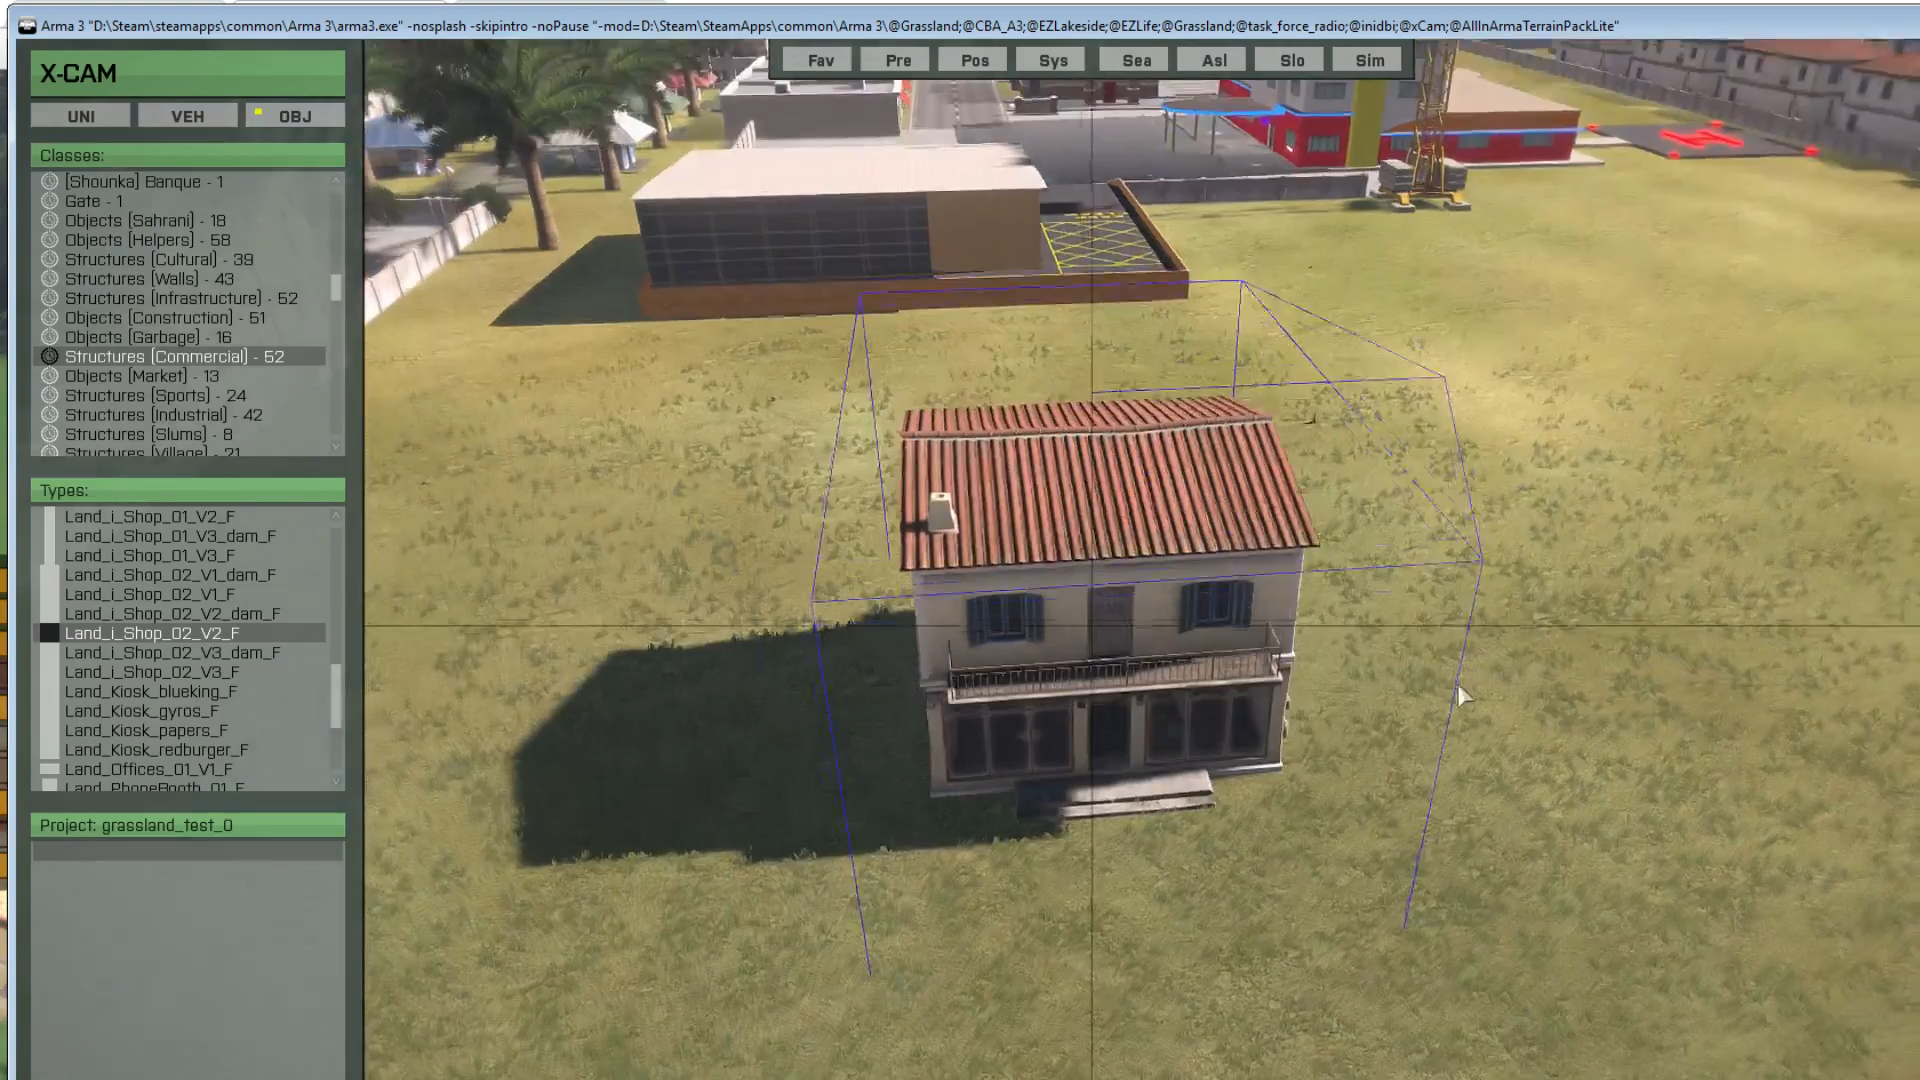 Arma 3 "D:\Steam\steamapps\common\Arma 3\arma3.exe" -nosplash -skipintro -noPause "-mod=D:\Steam\SteamApps\common\Arma 3\@Grassland;@CBA_A3;@EZLakeside;@EZLife;@Grassland;@task_force_radio;@inidbi;@xCam;@AllInArmaTerrainPackLite"
X-CAM
Fav Pre Pos Sys Sea Asl Slo Sim
UNI VEH OBJ
Classes:
[Shounka] Banque - 1
Gate - 1
Objects (Sahrani) - 18
Objects (Helpers) - 58
Structures (Cultural) - 39
Structures (Walls) - 43
Structures (Infrastructure) - 52
Objects (Construction) - 51
Objects (Garbage) - 16
Structures (Commercial) - 52
Objects (Market) - 13
Structures (Sports) - 24
Structures (Industrial) - 42
Structures (Slums) - 8
Structures (Village) - 21
Types:
Land_i_Shop_01_V2_F
Land_i_Shop_01_V3_dam_F
Land_i_Shop_01_V3_F
Land_i_Shop_02_V1_dam_F
Land_i_Shop_02_V1_F
Land_i_Shop_02_V2_dam_F
Land_i_Shop_02_V2_F
Land_i_Shop_02_V3_dam_F
Land_i_Shop_02_V3_F
Land_Kiosk_blueking_F
Land_Kiosk_gyros_F
Land_Kiosk_papers_F
Land_Kiosk_redburger_F
Land_Offices_01_V1_F
Land_PhoneBooth_01_F
Project: grassland_test_0